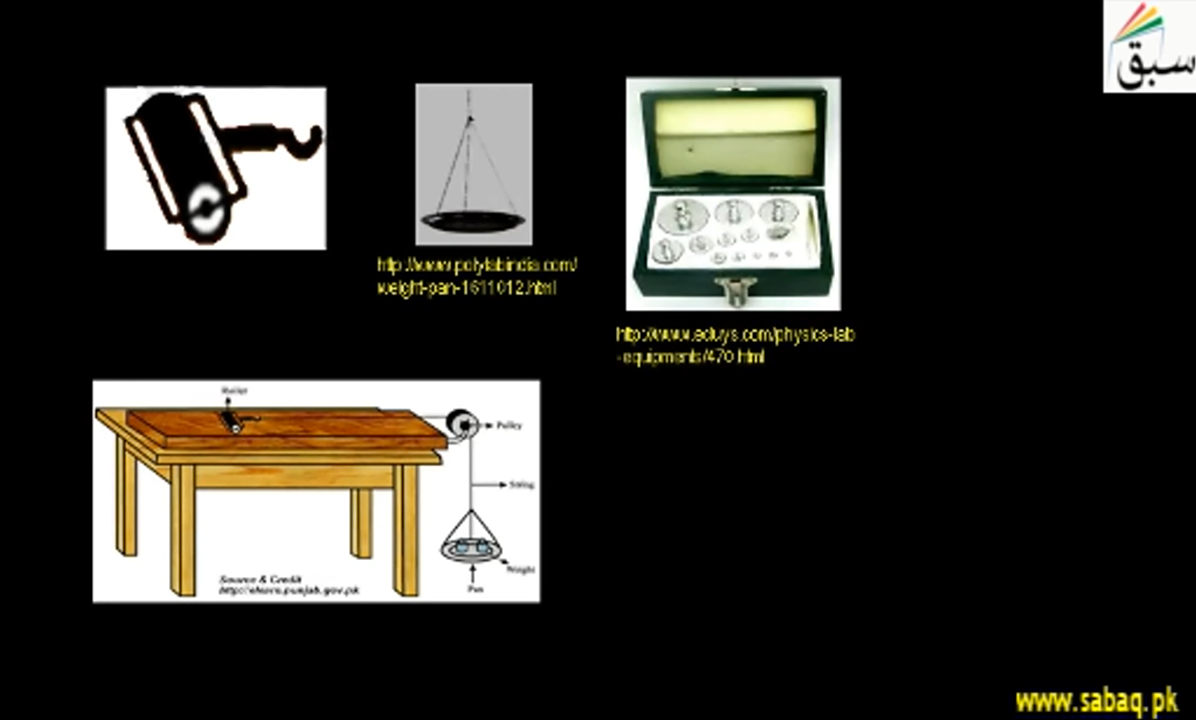 سبق
http://www.polylabindia.com/
weight-pan-1611012.html
http://www.eduys.com/physics-lab
-equipments/470.html
Roller
Pulley
String
Weight
Pan
Source & Credit
http://elearn.punjab.gov.pk
www.sabaq.pk